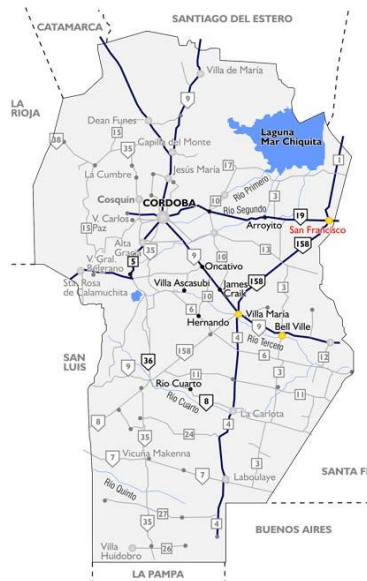 SANTIAGO DEL ESTERO
CATAMARCA
Villa de María
9
LA
RIOJA
Dean Funes
15
35
38
Capilla del Monte
Laguna
Mar Chiquita
1
Jesús María
17
La Cumbre
35
Río Primero
10
Cosquín
CORDOBA
Río Segundo
19
V. Carlos
Paz
15
10
3
Arroyito
San Francisco
Alta
Gracia
13
158
V. Gral.
Belgrano
5
35
9
Oncativo
3
158
Sta. Rosa
de Calamuchita
Villa Ascasubi
10
James
Craik
6
Villa María
Hernando
9
Bell Ville
4
Río Tercero
12
SAN
LUIS
36
158
6
9
3
11
Río Cuarto
8
11
Río Cuarto
La Carlota
8
4
35
24
3
7
Vicuña Makenna
7
Laboulaye
Río Quinto
SANTA F
27
35
4
BUENOS AIRES
Villa
Huidobro
26
LA PAMPA